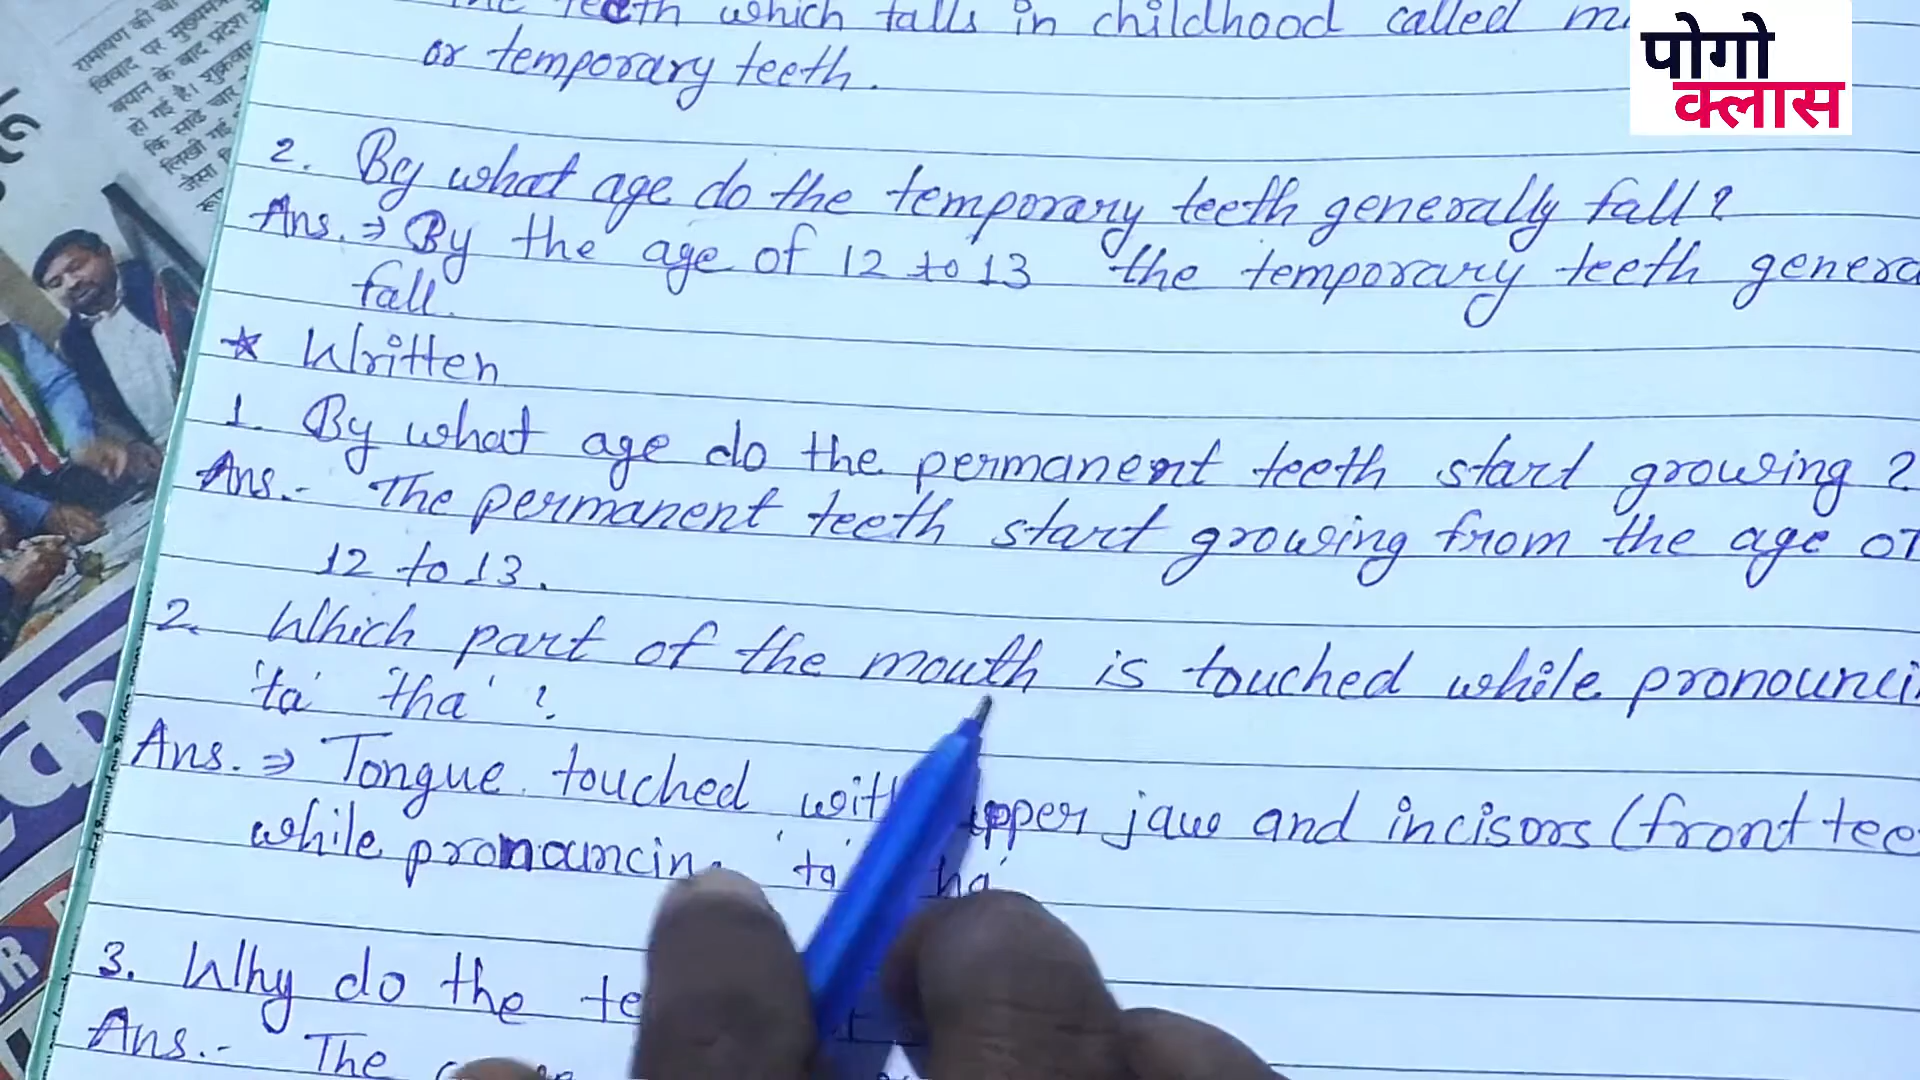 The teeth which falls in childhood called
or temporary teeth.
पोगो
क्लास
2. By what age do the temporary teeth generally fall?
Ans. ⇒ By the age of 12 to 13 the temporary teeth
fall.
★ Written
1. By what age do the permanent teeth start growing ?
Ans. - The permanent teeth start growing from the age of
12 to 13.
2. Which part of the mouth is touched while
'ta' 'tha' ?
Ans. ⇒ Tongue touched with upper jaw and incisors (front
while pronouncing 'ta'
3. Why do the
Ans. - The